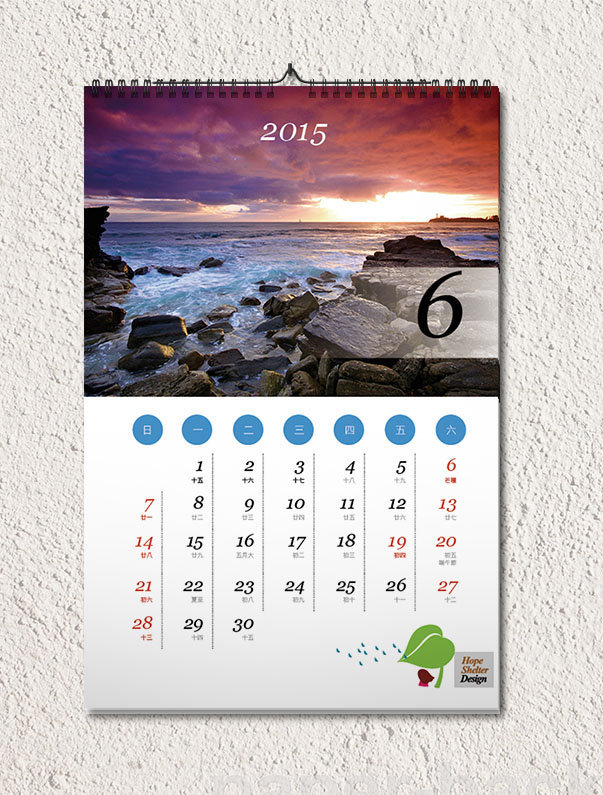 2015
6
日 一 二 三 四 五 六
1 2 3 4 5 6
十五 十六 十七 十八 十九 芒種
7 8 9 10 11 12 13
廿一 廿二 廿三 廿四 廿五 廿六 廿七
14 15 16 17 18 19 20
廿八 廿九 五月大 初二 初三 初四 初五
端午節
21 22 23 24 25 26 27
初六 夏至 初八 初九 初十 十一 十二
28 29 30
十三 十四 十五
Hope
Shelter
Design